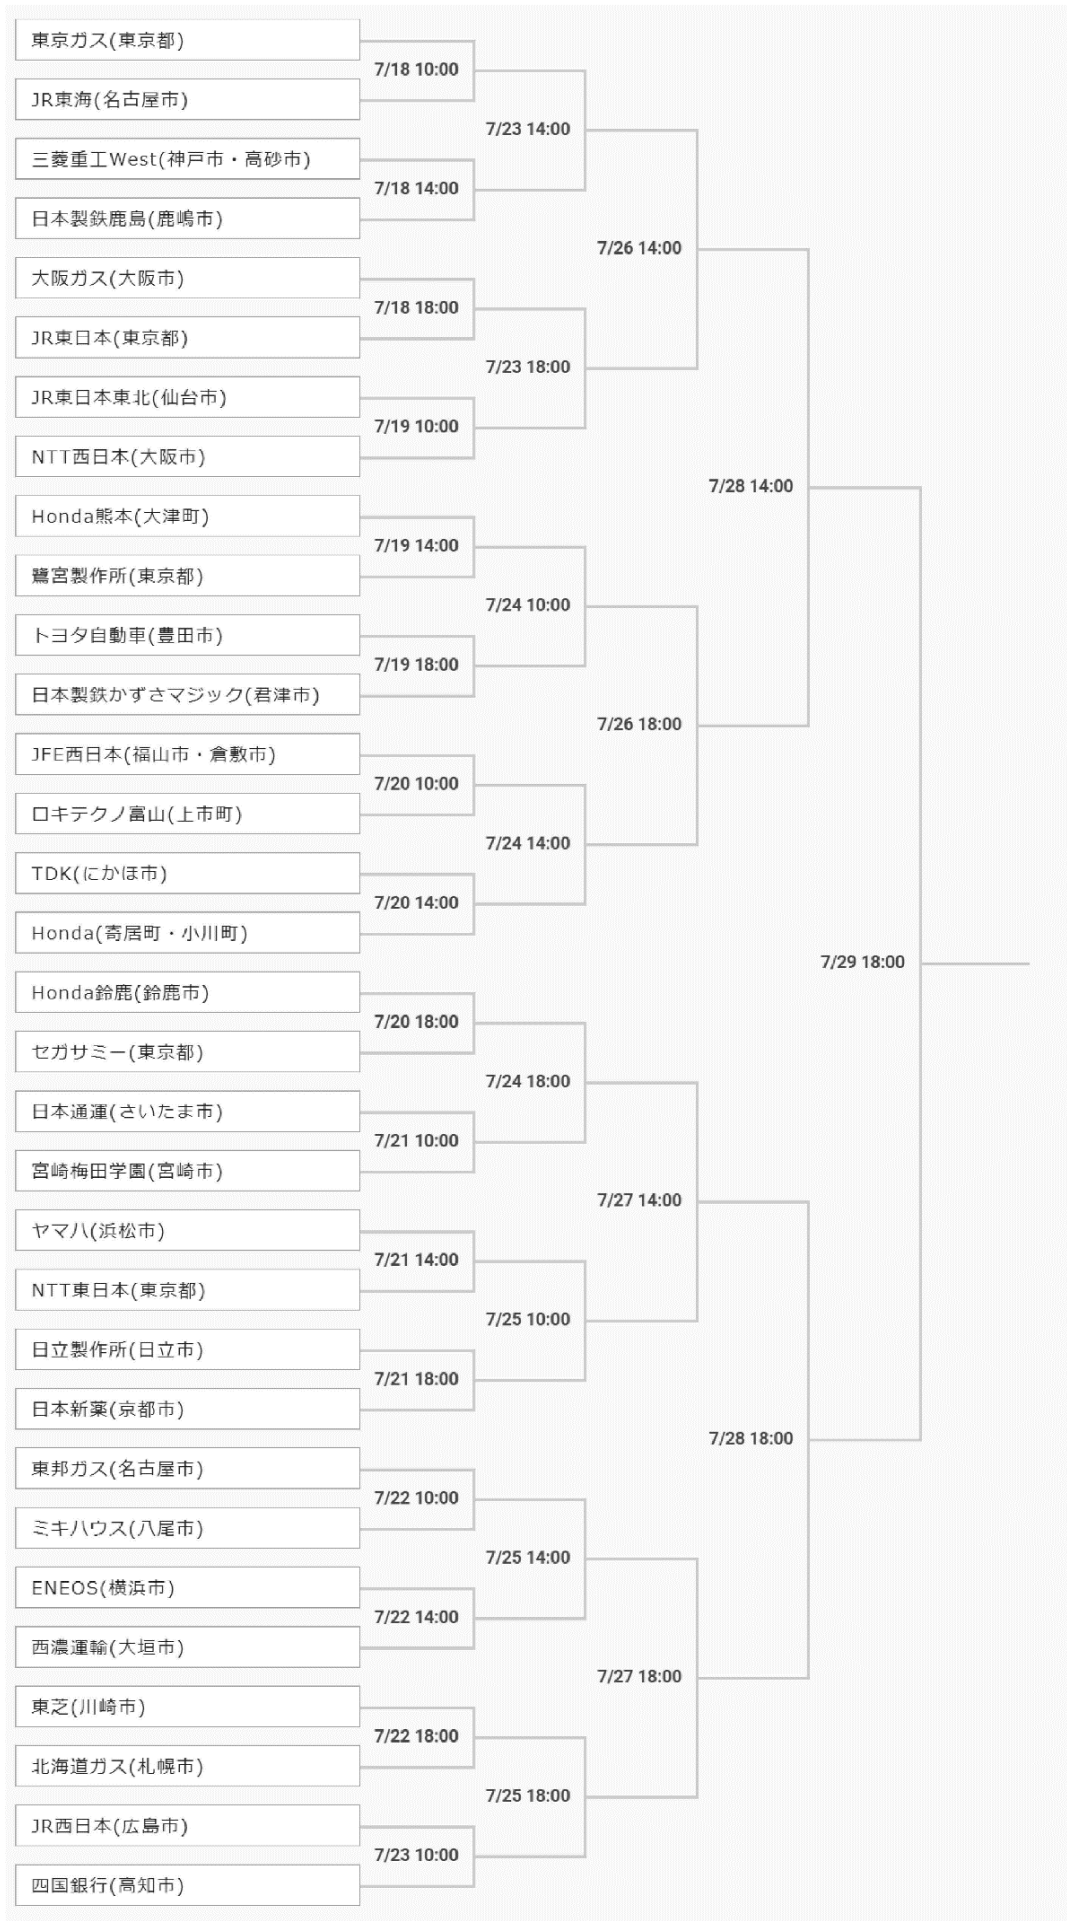 東京ガス(東京都)
7/18 10:00
JR東海(名古屋市)
7/23 14:00
三菱重工West(神戸市・高砂市)
7/18 14:00
日本製鉄鹿島(鹿嶋市)
7/26 14:00
大阪ガス(大阪市)
7/18 18:00
JR東日本(東京都)
7/23 18:00
JR東日本東北(仙台市)
7/19 10:00
NTT西日本(大阪市)
7/28 14:00
Honda熊本(大津町)
7/19 14:00
鷺宮製作所(東京都)
7/24 10:00
トヨタ自動車(豊田市)
7/19 18:00
日本製鉄かずさマジック(君津市)
7/26 18:00
JFE西日本(福山市・倉敷市)
7/20 10:00
ロキテクノ富山(上市町)
7/24 14:00
TDK(にかほ市)
7/20 14:00
Honda(寄居町・小川町)
7/29 18:00
Honda鈴鹿(鈴鹿市)
7/20 18:00
セガサミー(東京都)
7/24 18:00
日本通運(さいたま市)
7/21 10:00
宮崎梅田学園(宮崎市)
7/27 14:00
ヤマハ(浜松市)
7/21 14:00
NTT東日本(東京都)
7/25 10:00
日立製作所(日立市)
7/21 18:00
日本新薬(京都市)
7/28 18:00
東邦ガス(名古屋市)
7/22 10:00
ミキハウス(八尾市)
7/25 14:00
ENEOS(横浜市)
7/22 14:00
西濃運輸(大垣市)
7/27 18:00
東芝(川崎市)
7/22 18:00
北海道ガス(札幌市)
7/25 18:00
JR西日本(広島市)
7/23 10:00
四国銀行(高知市)